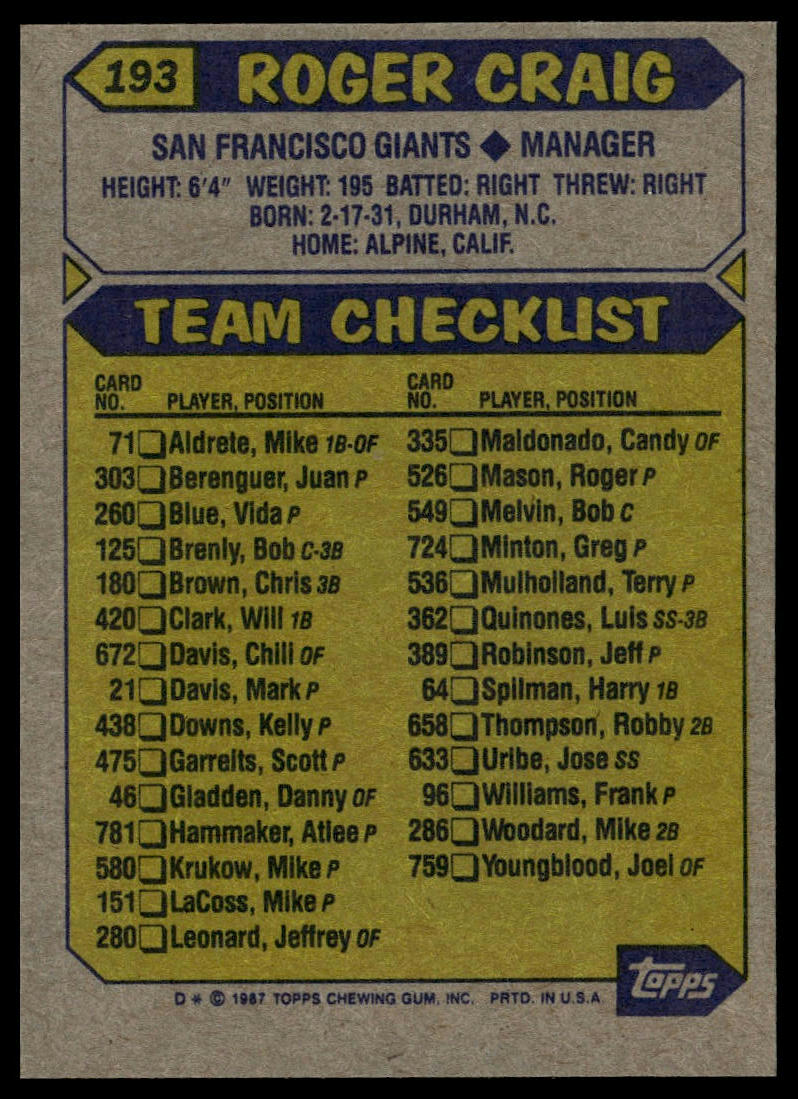 193 ROGER CRAIG
SAN FRANCISCO GIANTS ◆ MANAGER
HEIGHT: 6'4" WEIGHT: 195 BATTED: RIGHT THREW: RIGHT
BORN: 2-17-31, DURHAM, N.C.
HOME: ALPINE, CALIF.
TEAM CHECKLIST
CARD
NO. PLAYER, POSITION
71 Aldrete, Mike 1B-OF
303 Berenguer, Juan P
260 Blue, Vida P
125 Brenly, Bob C-3B
180 Brown, Chris 3B
420 Clark, Will 1B
672 Davis, Chili OF
21 Davis, Mark P
438 Downs, Kelly P
475 Garrelts, Scott P
46 Gladden, Danny OF
781 Hammaker, Atlee P
580 Krukow, Mike P
151 LaCoss, Mike P
280 Leonard, Jeffrey OF
CARD
NO. PLAYER, POSITION
335 Maldonado, Candy OF
526 Mason, Roger P
549 Melvin, Bob C
724 Minton, Greg P
536 Mulholland, Terry P
362 Quinones, Luis SS-3B
389 Robinson, Jeff P
64 Spilman, Harry 1B
658 Thompson, Robby 2B
633 Uribe, Jose SS
96 Williams, Frank P
286 Woodard, Mike 2B
759 Youngblood, Joel OF
topps
D * © 1987 TOPPS CHEWING GUM, INC. PRTD. IN U.S.A